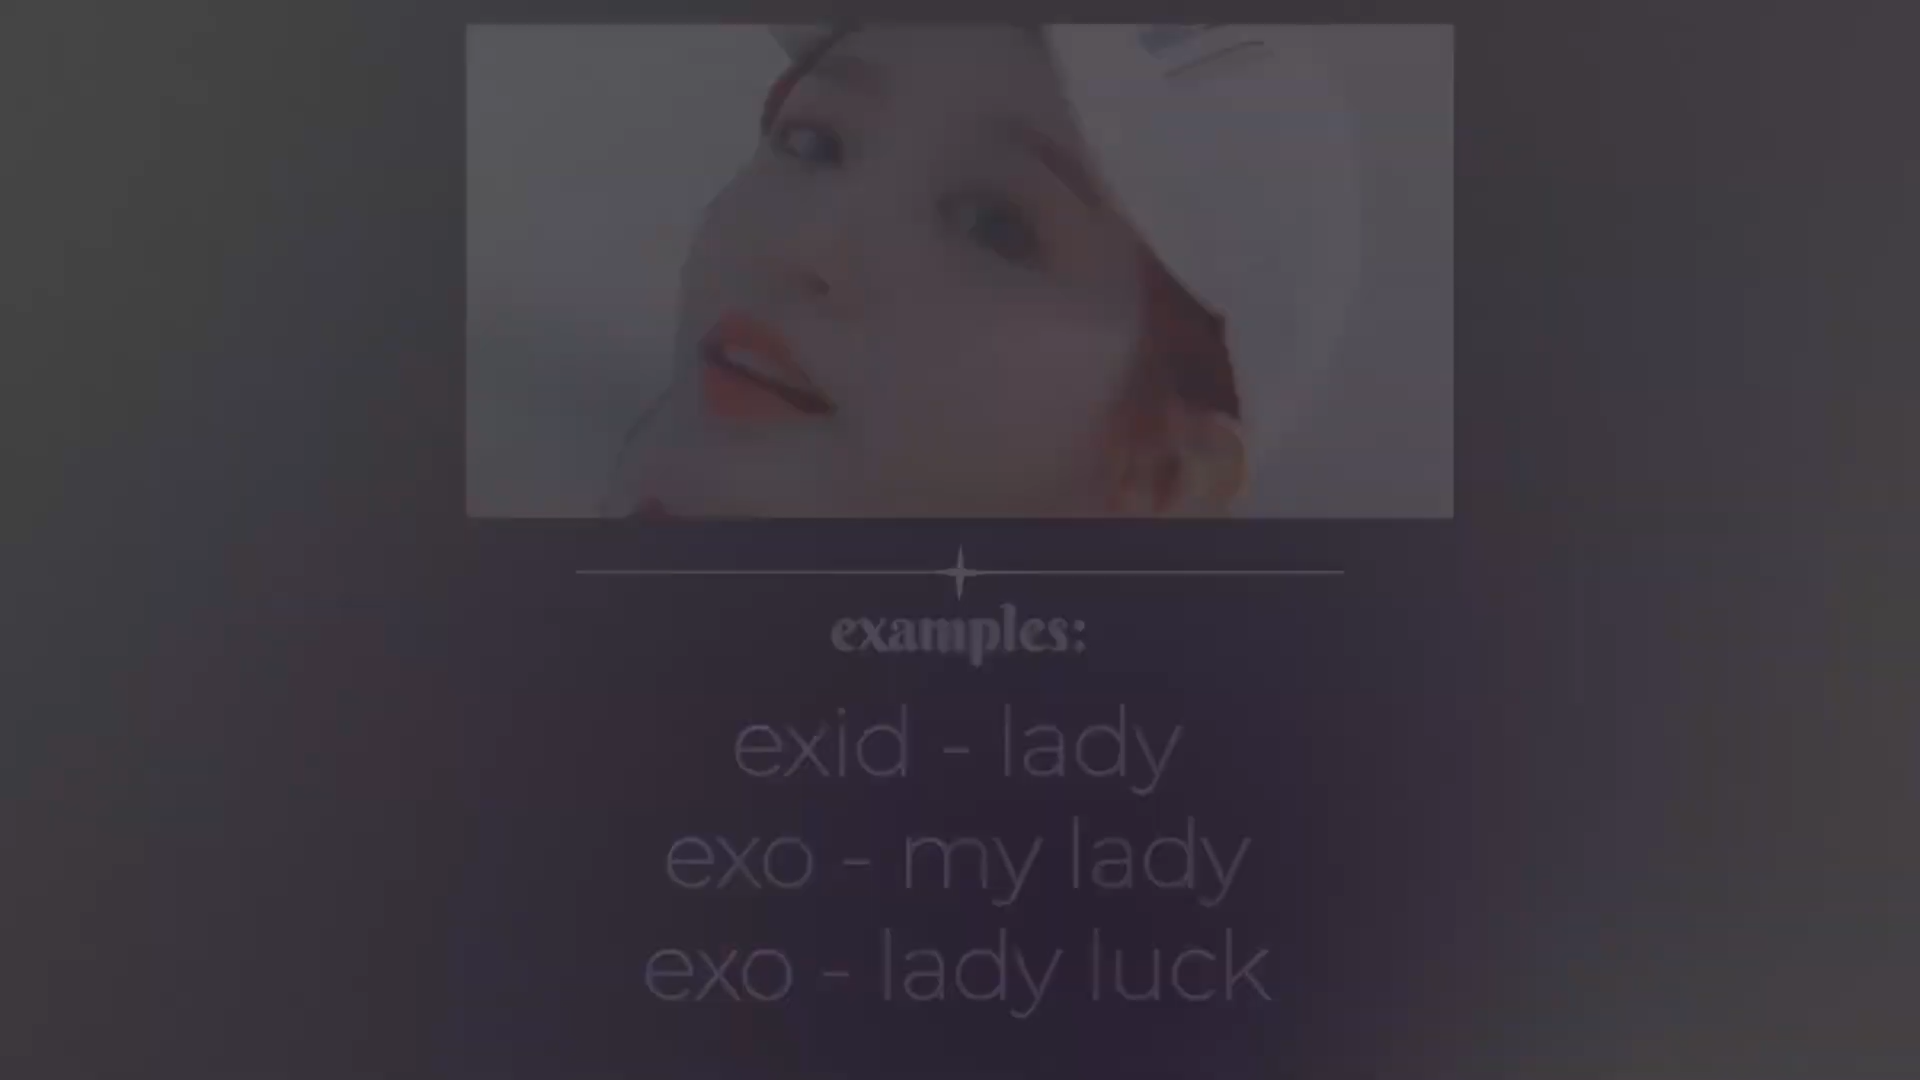 examples:
exid - lady
exo - my lady
exo - lady luck